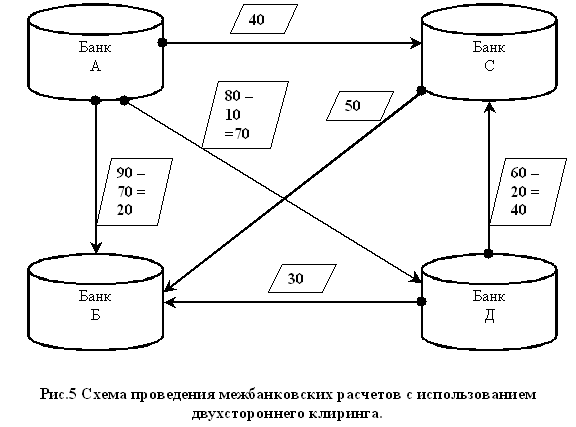 40
Банк
А
Банк
С
80 –
10
=70
50
90 –
70 =
20
60 –
20 =
40
Банк
Б
30
Банк
Д
Рис.5 Схема проведения межбанковских расчетов с использованием
двухстороннего клиринга.